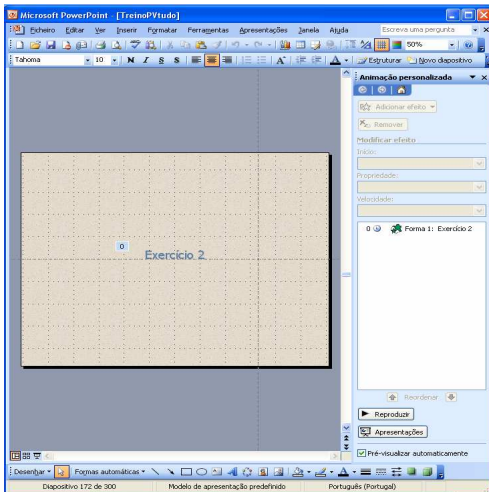 Microsoft PowerPoint - [TreinoPVtudo]
Ficheiro Editar Ver Inserir Formatar Ferramentas Apresentações Janela Ajuda Escreva uma pergunta
50%
Tahoma 10 N I S S A A Estruturar Novo diapositivo
Animação personalizada
Adicionar efeito
Remover
Modificar efeito
Início:
Propriedade:
Velocidade:
0 Forma 1: Exercício 2
0
Exercício 2
Reordenar
Reproduzir
Apresentações
Pré-visualizar automaticamente
Desenhar Formas automáticas A
Diapositivo 172 de 300 Modelo de apresentação predefinido Português (Portugal)